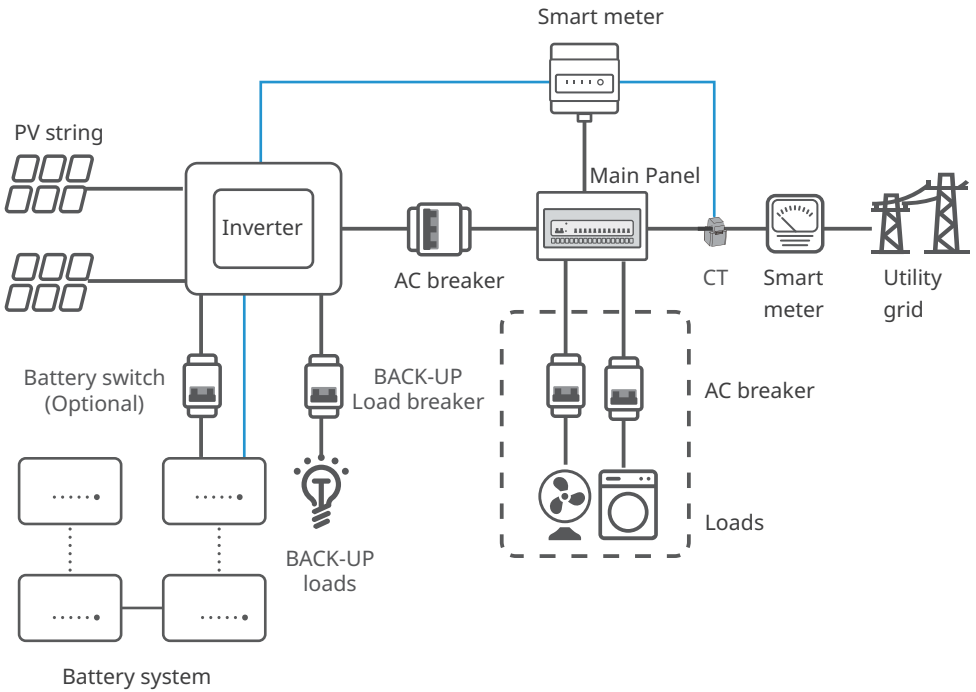 Smart meter
PV string
Main Panel
Inverter
AC breaker
CT
Smart
meter
Utility
grid
Battery switch
(Optional)
BACK-UP
Load breaker
AC breaker
Loads
BACK-UP
loads
Battery system